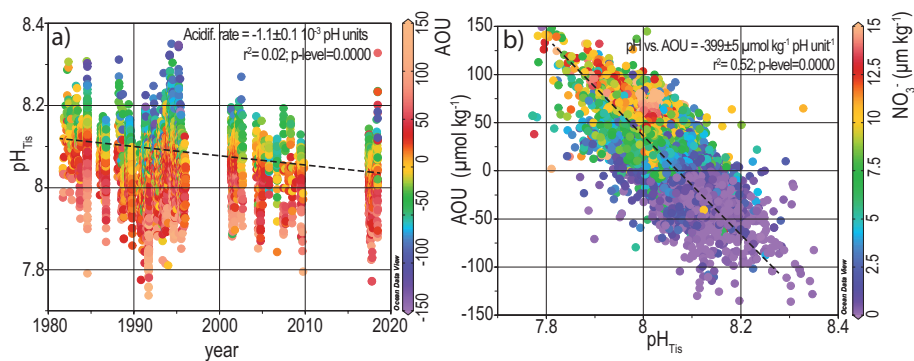 a)
Acidif. rate = -1.1±0.1 10⁻³ pH units
r²= 0.02; p-level=0.0000
8.4
8.2
8
7.8
pH_Tis
1980
1990
2000
2010
2020
year
Ocean Data View
AOU
150
100
50
0
-50
-100
-150
b)
pH vs. AOU = -399±5 μmol kg⁻¹ pH unit⁻¹
r²= 0.52; p-level=0.0000
150
100
50
0
-50
-100
-150
AOU (μmol kg⁻¹)
7.8
8
8.2
8.4
pH_Tis
Ocean Data View
NO₃⁻ (μm kg⁻¹)
15
12.5
10
7.5
5
2.5
0